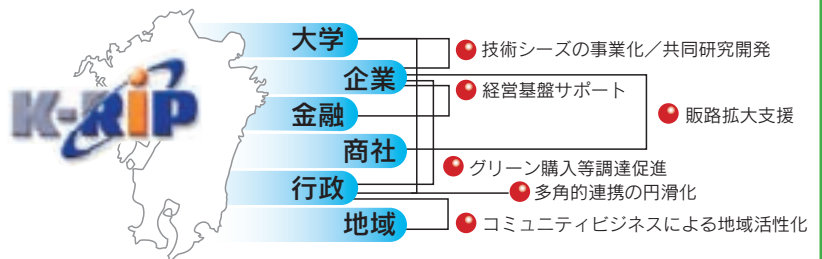 K-RIP
大学
企業
金融
商社
行政
地域
技術シーズの事業化／共同研究開発
経営基盤サポート
販路拡大支援
グリーン購入等調達促進
多角的連携の円滑化
コミュニティビジネスによる地域活性化